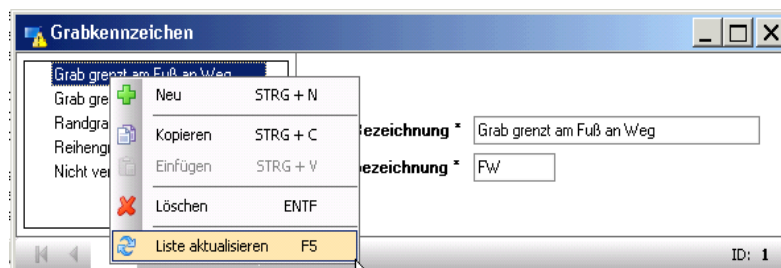 Grabkennzeichen
Grab grenzt am Fuß an Weg
Grab gre
Randgra
Reihengr
Nicht ver
Neu STRG + N
Kopieren STRG + C
Einfügen STRG + V
Löschen ENTF
Liste aktualisieren F5
Bezeichnung * Grab grenzt am Fuß an Weg
bezeichnung * FW
ID: 1